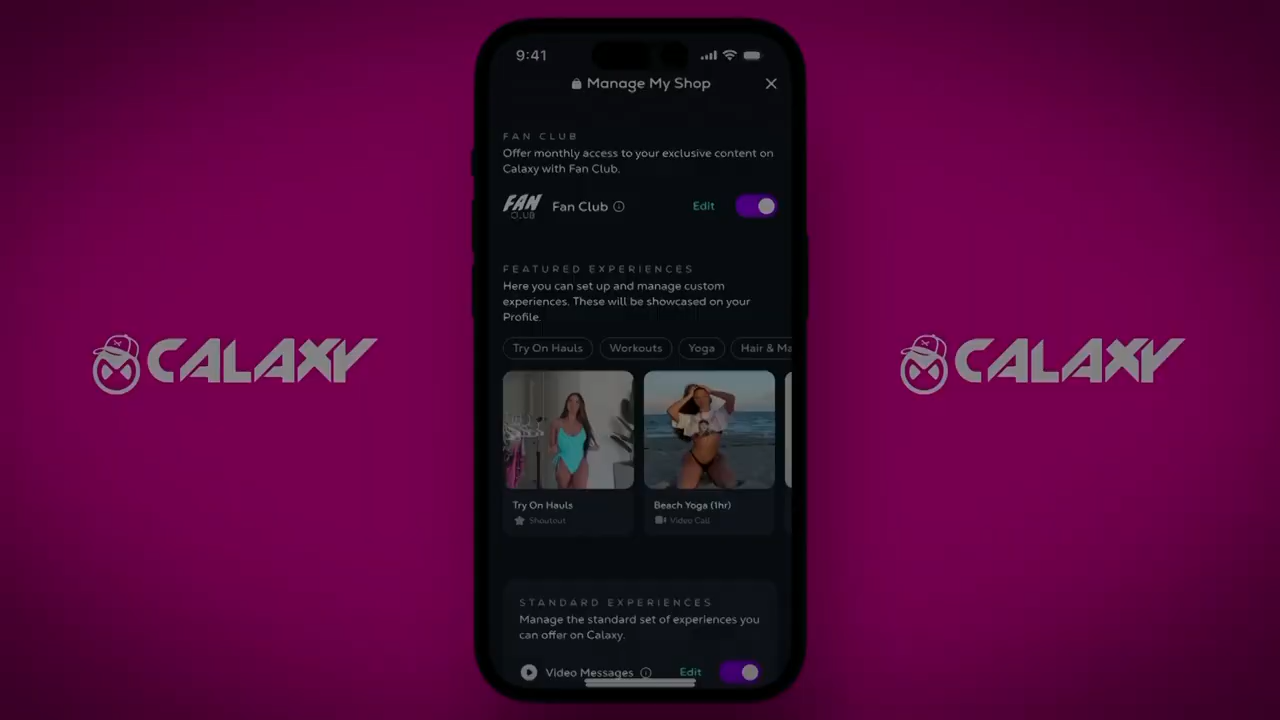 9:41
Manage My Shop
FAN CLUB
Offer monthly access to your exclusive content on
Calaxy with Fan Club.
FAN
CLUB
Fan Club
Edit
FEATURED EXPERIENCES
Here you can set up and manage custom
experiences. These will be showcased on your
Profile.
Try On Hauls
Workouts
Yoga
Hair & Ma
CALAXY
CALAXY
Try On Hauls
Shoutout
Beach Yoga (1hr)
Video Call
STANDARD EXPERIENCES
Manage the standard set of experiences you
can offer on Calaxy.
Video Messages
Edit